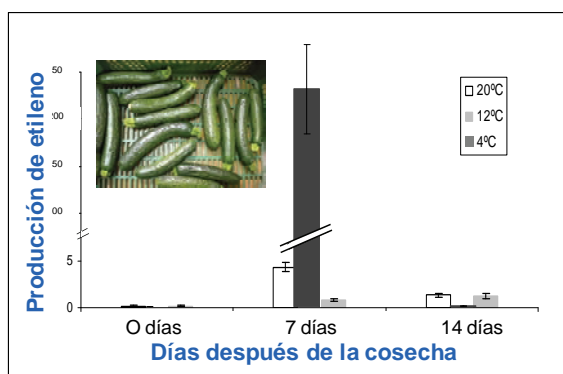 Producción de etileno
50
200
50
00
5
0
20ºC
12ºC
4ºC
O días 7 días 14 días
Días después de la cosecha